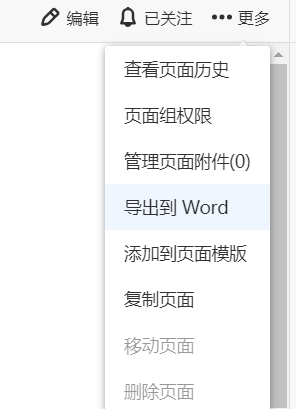 编辑 已关注 更多
查看页面历史
页面组权限
管理页面附件(0)
导出到 Word
添加到页面模版
复制页面
移动页面
删除页面